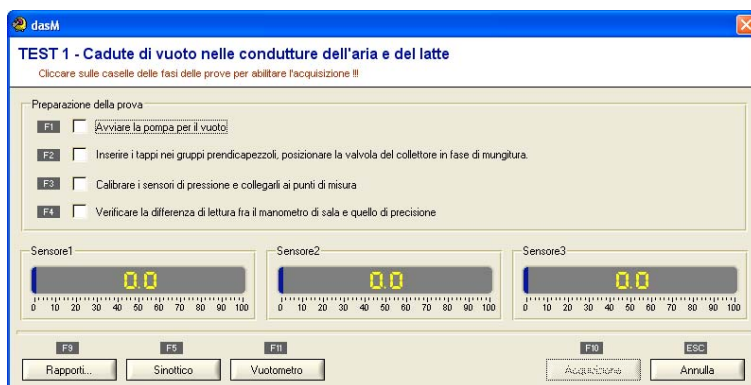 dasM
TEST 1 - Cadute di vuoto nelle condutture dell'aria e del latte
Cliccare sulle caselle delle fasi delle prove per abilitare l'acquisizione !!!
Preparazione della prova
F1 Avviare la pompa per il vuoto
F2 Inserire i tappi nei gruppi prendicapezzoli, posizionare la valvola del collettore in fase di mungitura.
F3 Calibrare i sensori di pressione e collegarli ai punti di misura
F4 Verificare la differenza di lettura fra il manometro di sala e quello di precisione
Sensore1 Sensore2 Sensore3
0.0 0.0 0.0
0 10 20 30 40 50 60 70 80 90 100 0 10 20 30 40 50 60 70 80 90 100 0 10 20 30 40 50 60 70 80 90 100
F9 F5 F11 F10 ESC
Rapporti... Sinottico Vuotometro Acquisizione Annulla